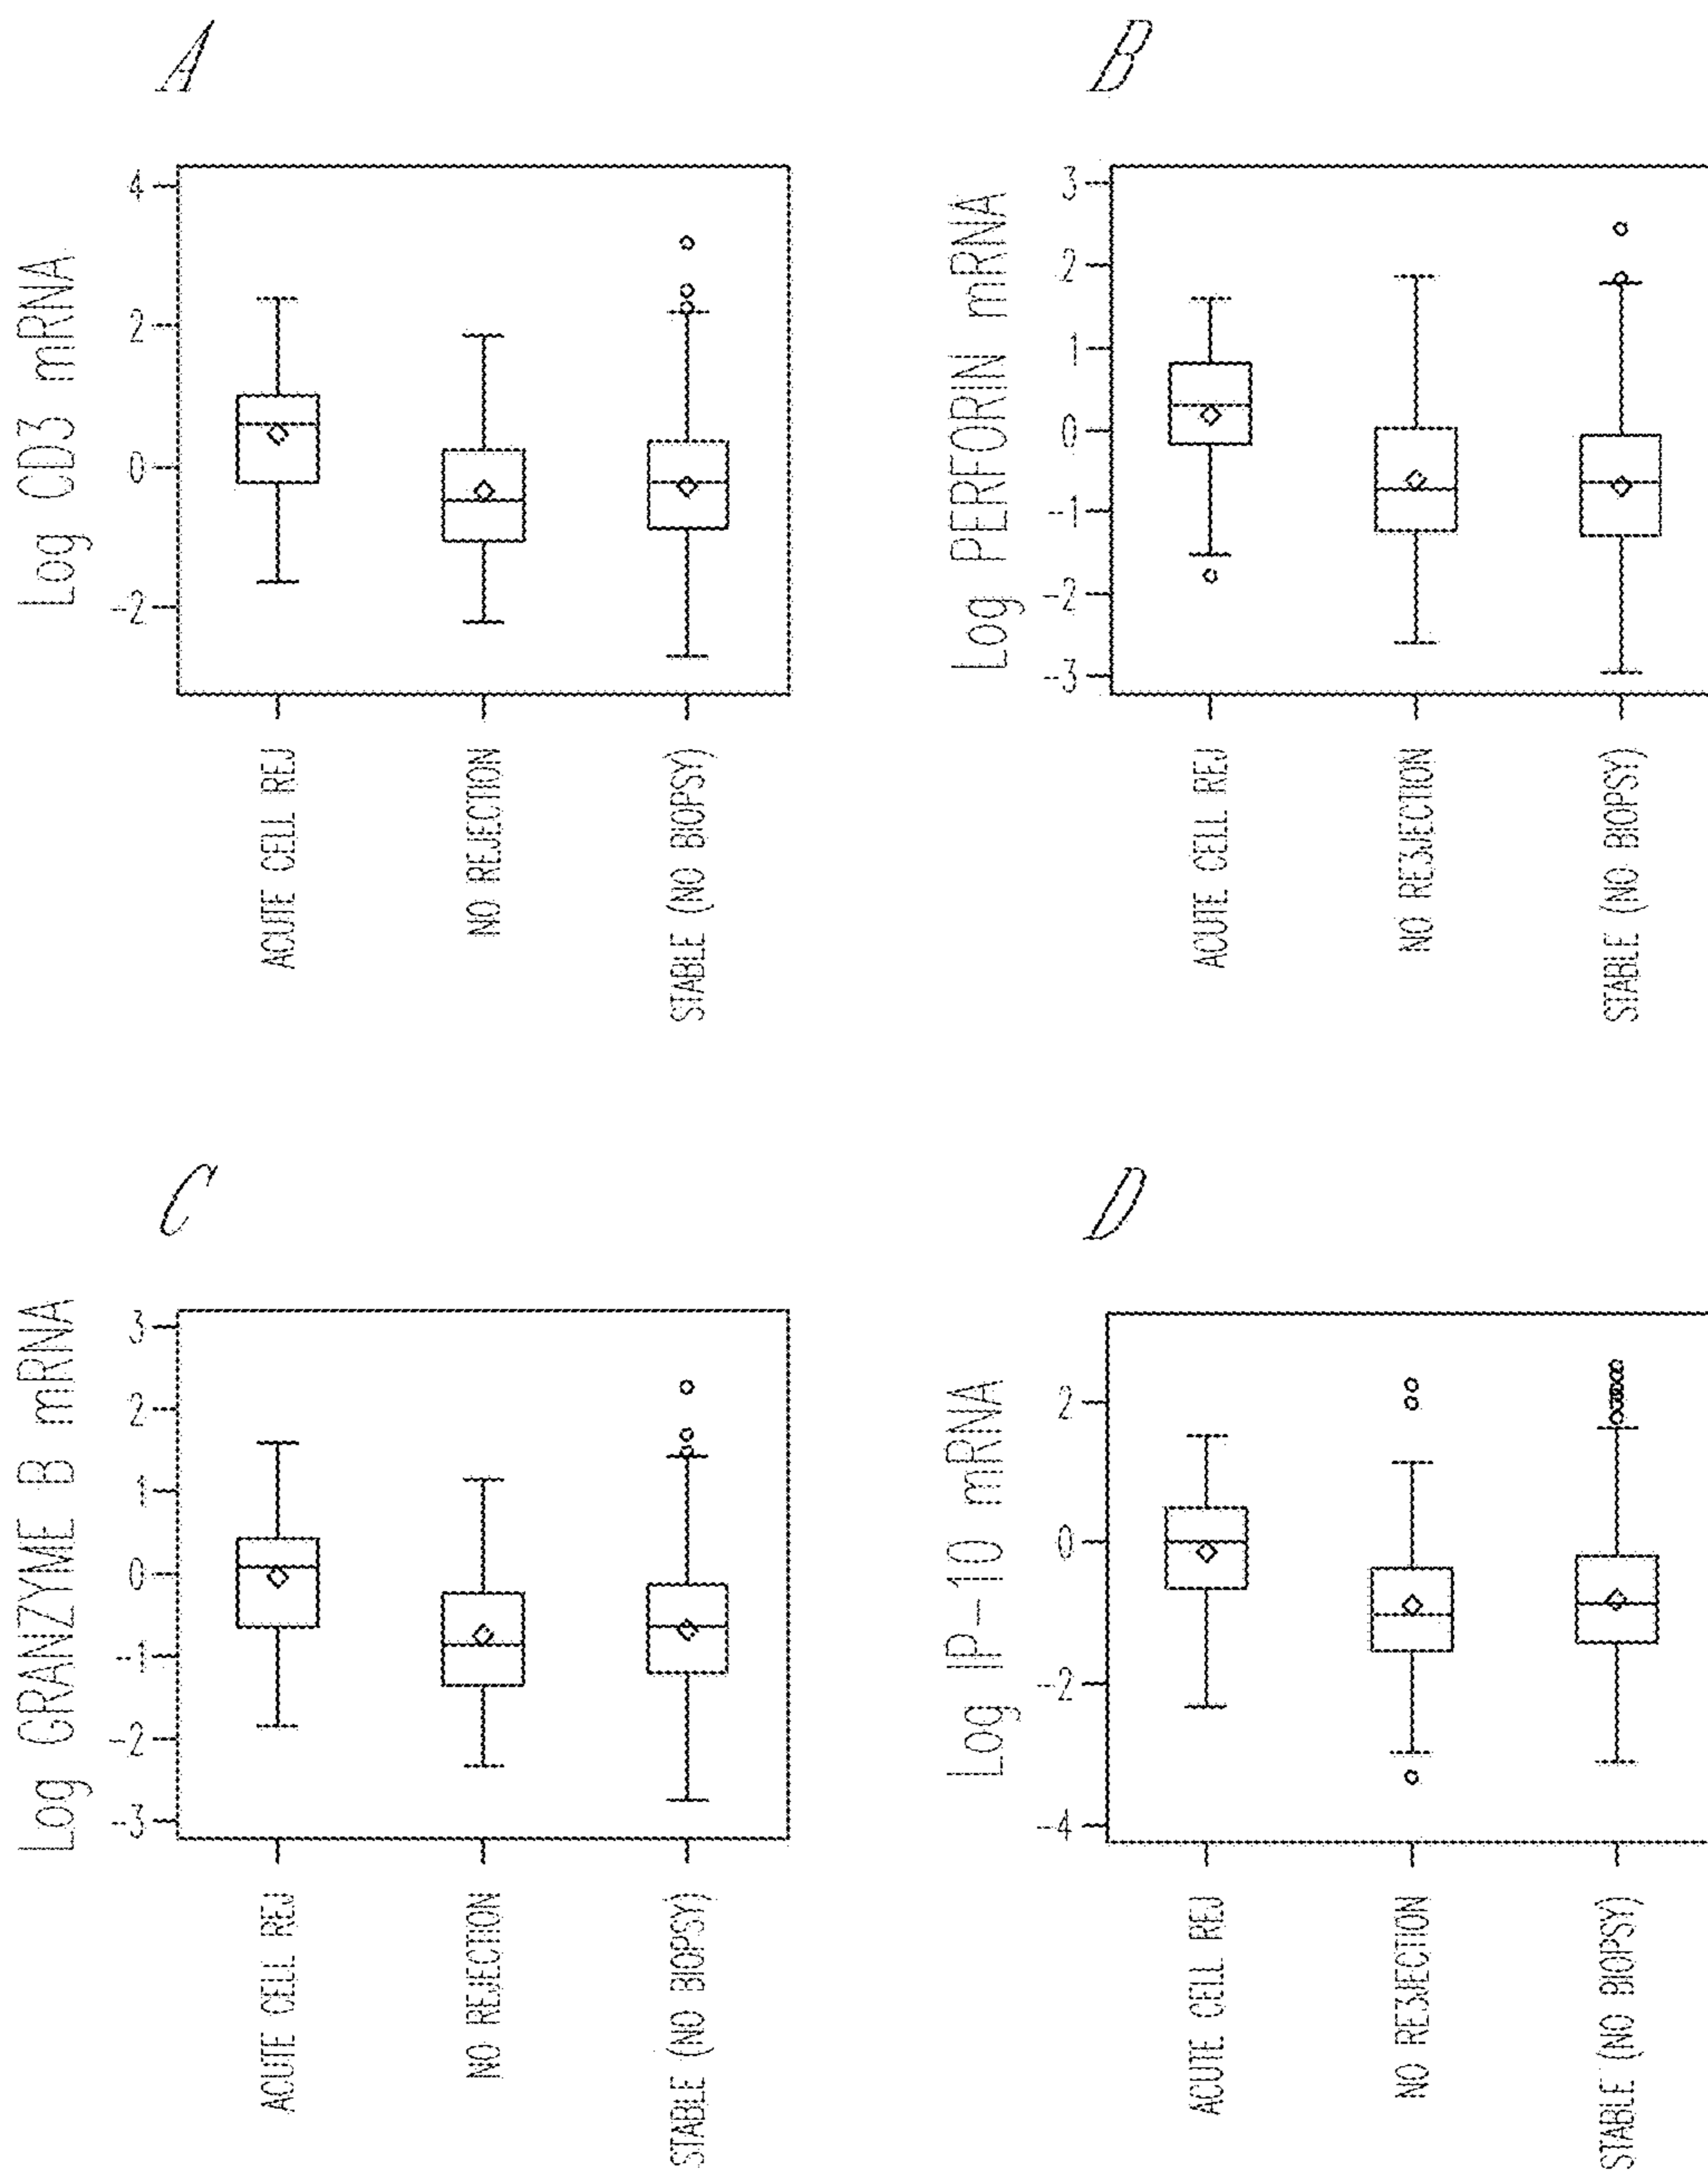 A
Log CD3 mRNA
4
2
0
-2
ACUTE CELL REJ
NO REJECTION
STABLE (NO BIOPSY)
B
Log PERFORIN mRNA
3
2
1
0
-1
-2
-3
ACUTE CELL REJ
NO RE3JECTION
STABLE (NO BIOPSY)
C
Log GRANZYME B mRNA
3
2
1
0
-1
-2
-3
ACUTE CELL REJ
NO REJECTION
STABLE (NO BIOPSY)
D
Log IP-10 mRNA
2
0
-2
-4
ACUTE CELL REJ
NO RE3JECTION
STABLE (NO BIOPSY)